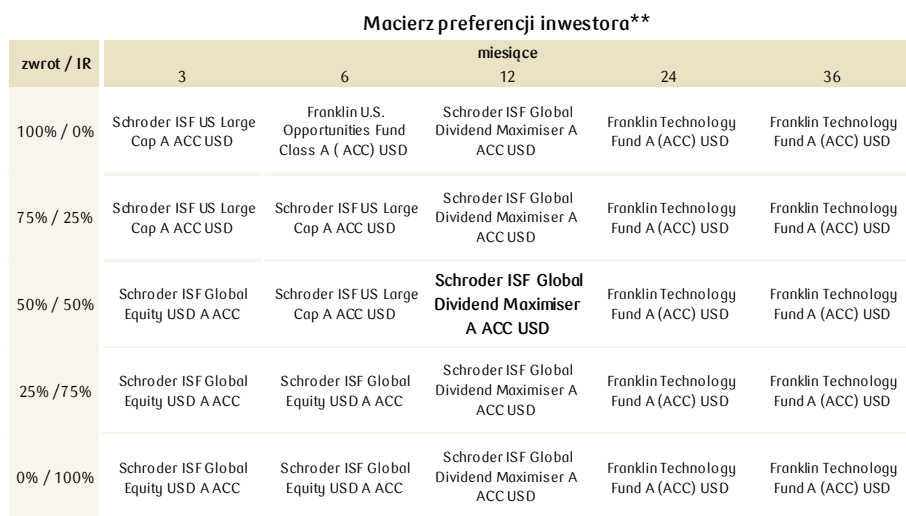 Macierz preferencji inwestora**
zwrot / IR
miesiące
3 6 12 24 36
100% / 0%
Schroder ISF US Large
Cap A ACC USD
Franklin U.S.
Opportunities Fund
Class A ( ACC) USD
Schroder ISF Global
Dividend Maximiser A
ACC USD
Franklin Technology
Fund A (ACC) USD
Franklin Technology
Fund A (ACC) USD
75% / 25%
Schroder ISF US Large
Cap A ACC USD
Schroder ISF US Large
Cap A ACC USD
Schroder ISF Global
Dividend Maximiser A
ACC USD
Franklin Technology
Fund A (ACC) USD
Franklin Technology
Fund A (ACC) USD
50% / 50%
Schroder ISF Global
Equity USD A ACC
Schroder ISF US Large
Cap A ACC USD
Schroder ISF Global
Dividend Maximiser
A ACC USD
Franklin Technology
Fund A (ACC) USD
Franklin Technology
Fund A (ACC) USD
25% /75%
Schroder ISF Global
Equity USD A ACC
Schroder ISF Global
Equity USD A ACC
Schroder ISF Global
Dividend Maximiser A
ACC USD
Franklin Technology
Fund A (ACC) USD
Franklin Technology
Fund A (ACC) USD
0% / 100%
Schroder ISF Global
Equity USD A ACC
Schroder ISF Global
Equity USD A ACC
Schroder ISF Global
Dividend Maximiser A
ACC USD
Franklin Technology
Fund A (ACC) USD
Franklin Technology
Fund A (ACC) USD